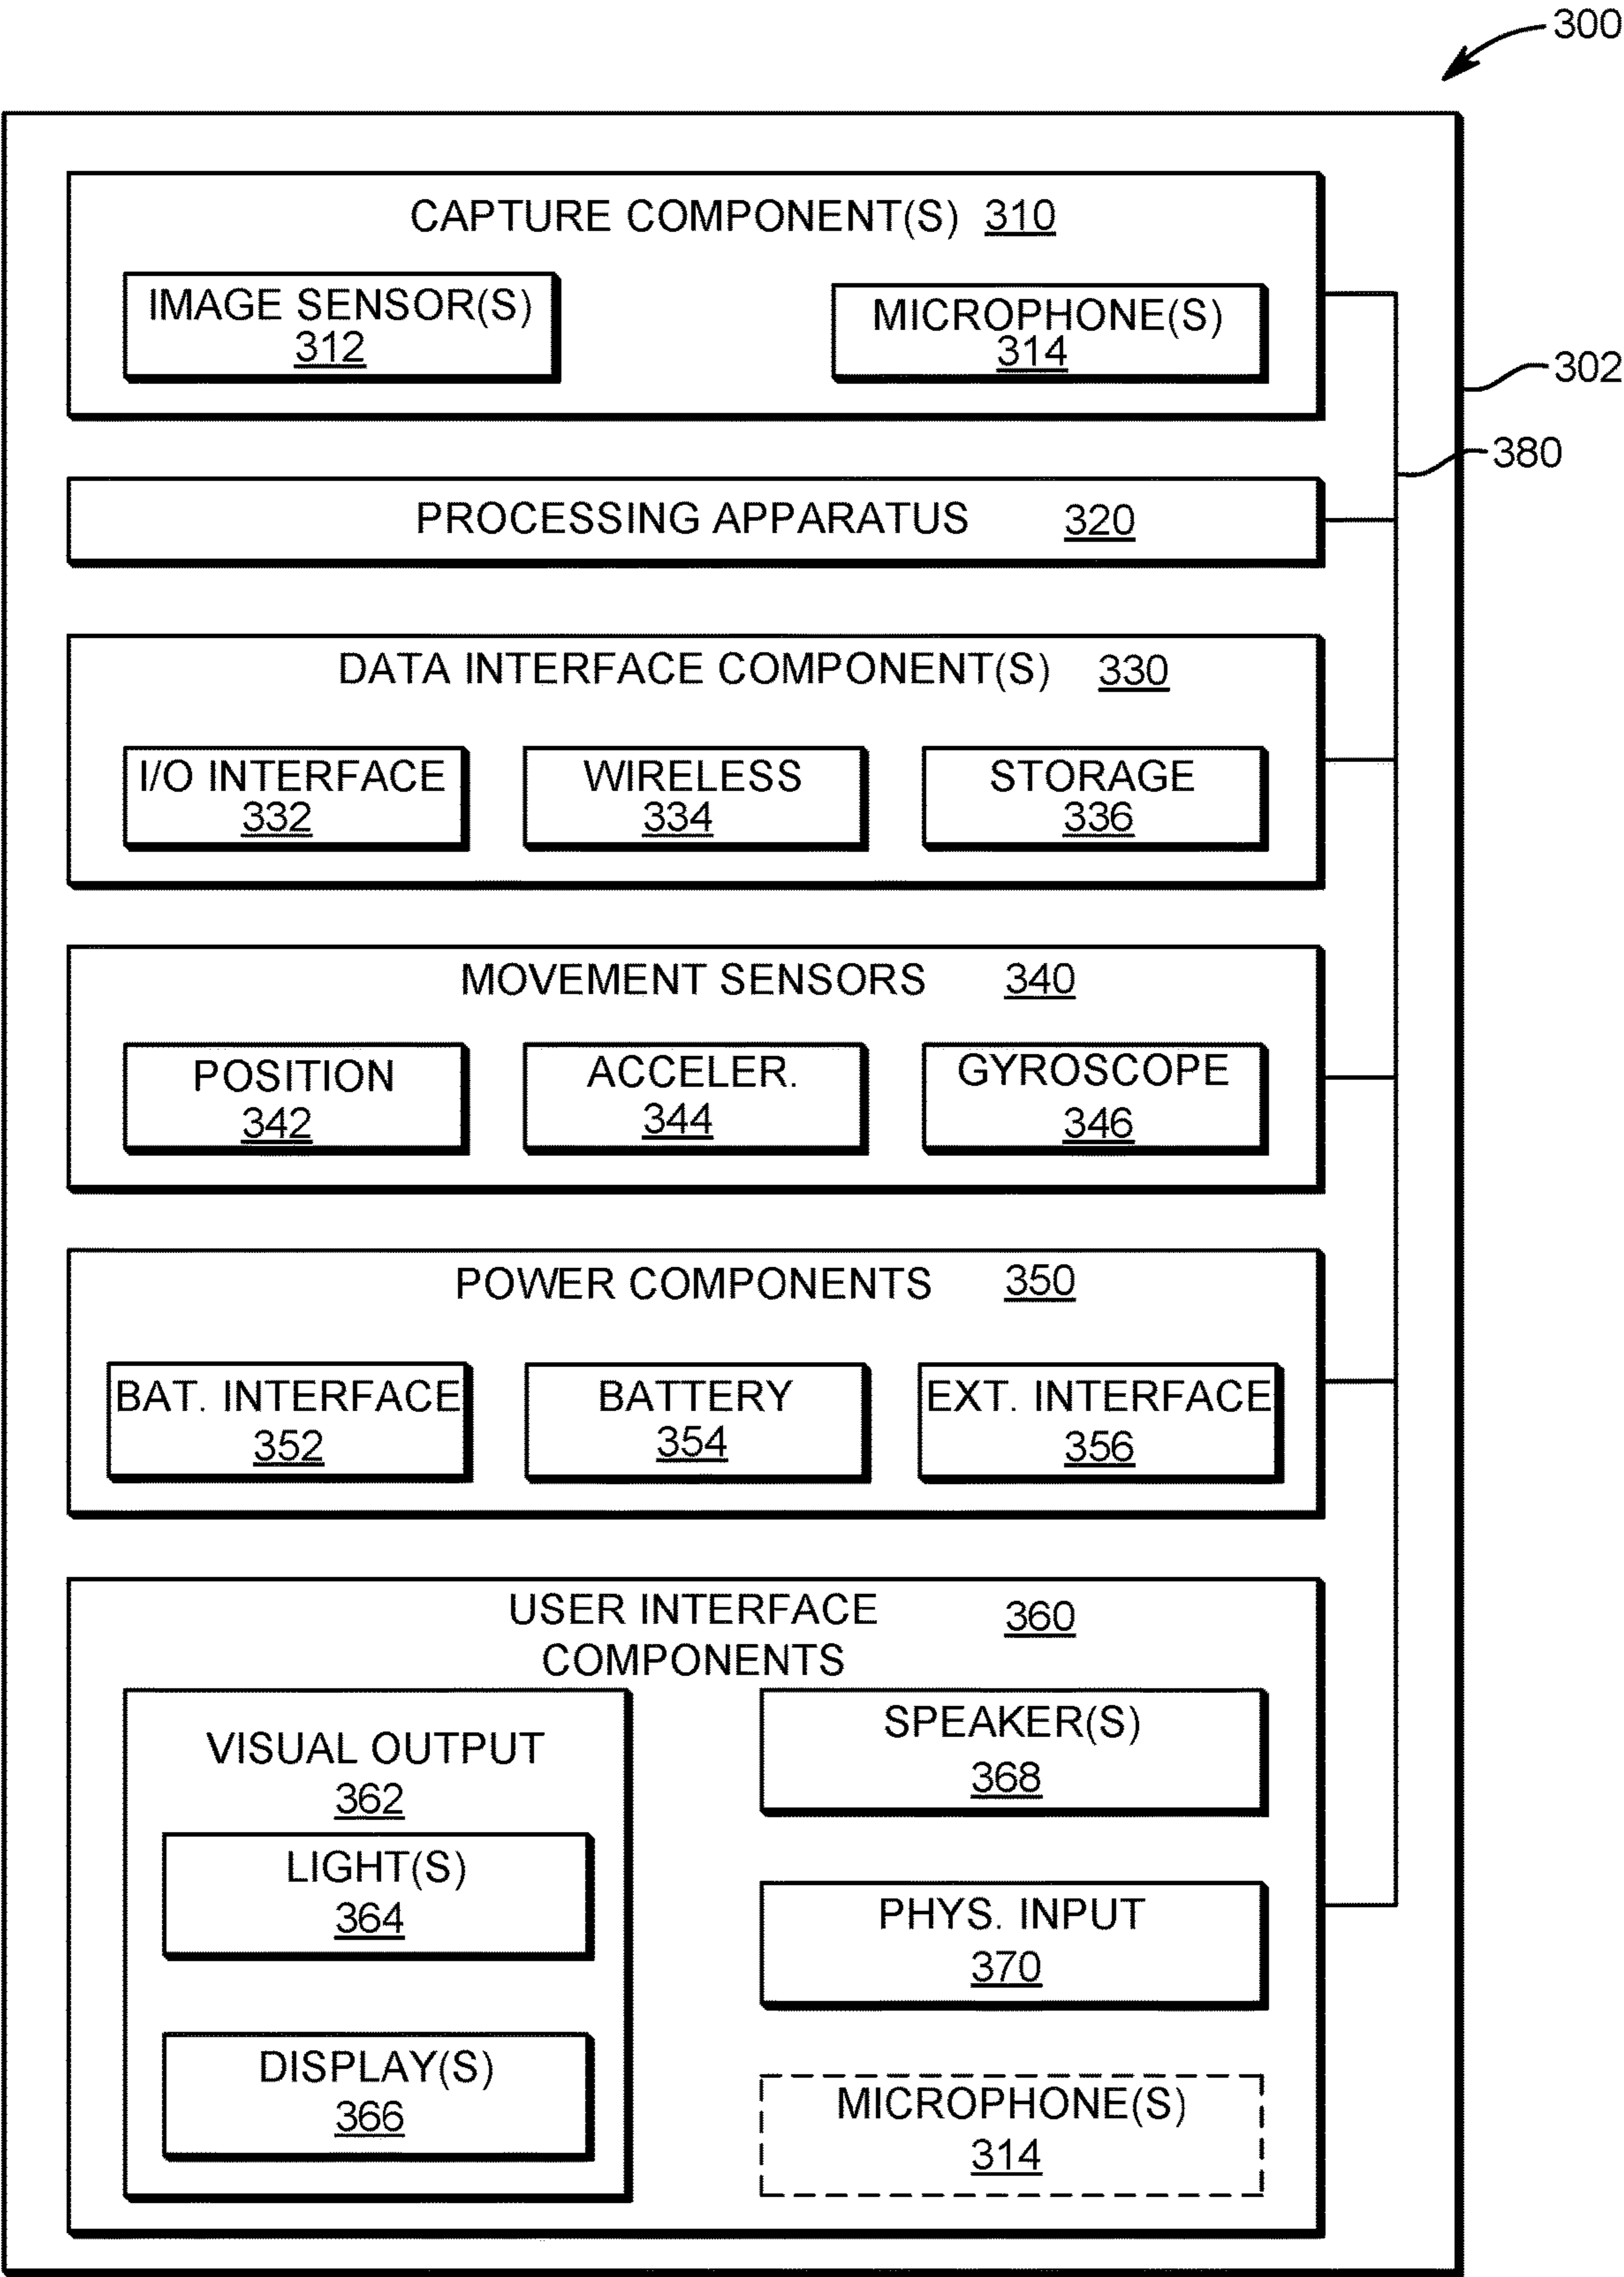 300
CAPTURE COMPONENT(S) 310
IMAGE SENSOR(S)
312
MICROPHONE(S)
314
302
380
PROCESSING APPARATUS 320
DATA INTERFACE COMPONENT(S) 330
I/O INTERFACE
332
WIRELESS
334
STORAGE
336
MOVEMENT SENSORS 340
POSITION
342
ACCELER.
344
GYROSCOPE
346
POWER COMPONENTS 350
BAT. INTERFACE
352
BATTERY
354
EXT. INTERFACE
356
USER INTERFACE 360
COMPONENTS
VISUAL OUTPUT
362
LIGHT(S)
364
DISPLAY(S)
366
SPEAKER(S)
368
PHYS. INPUT
370
MICROPHONE(S)
314